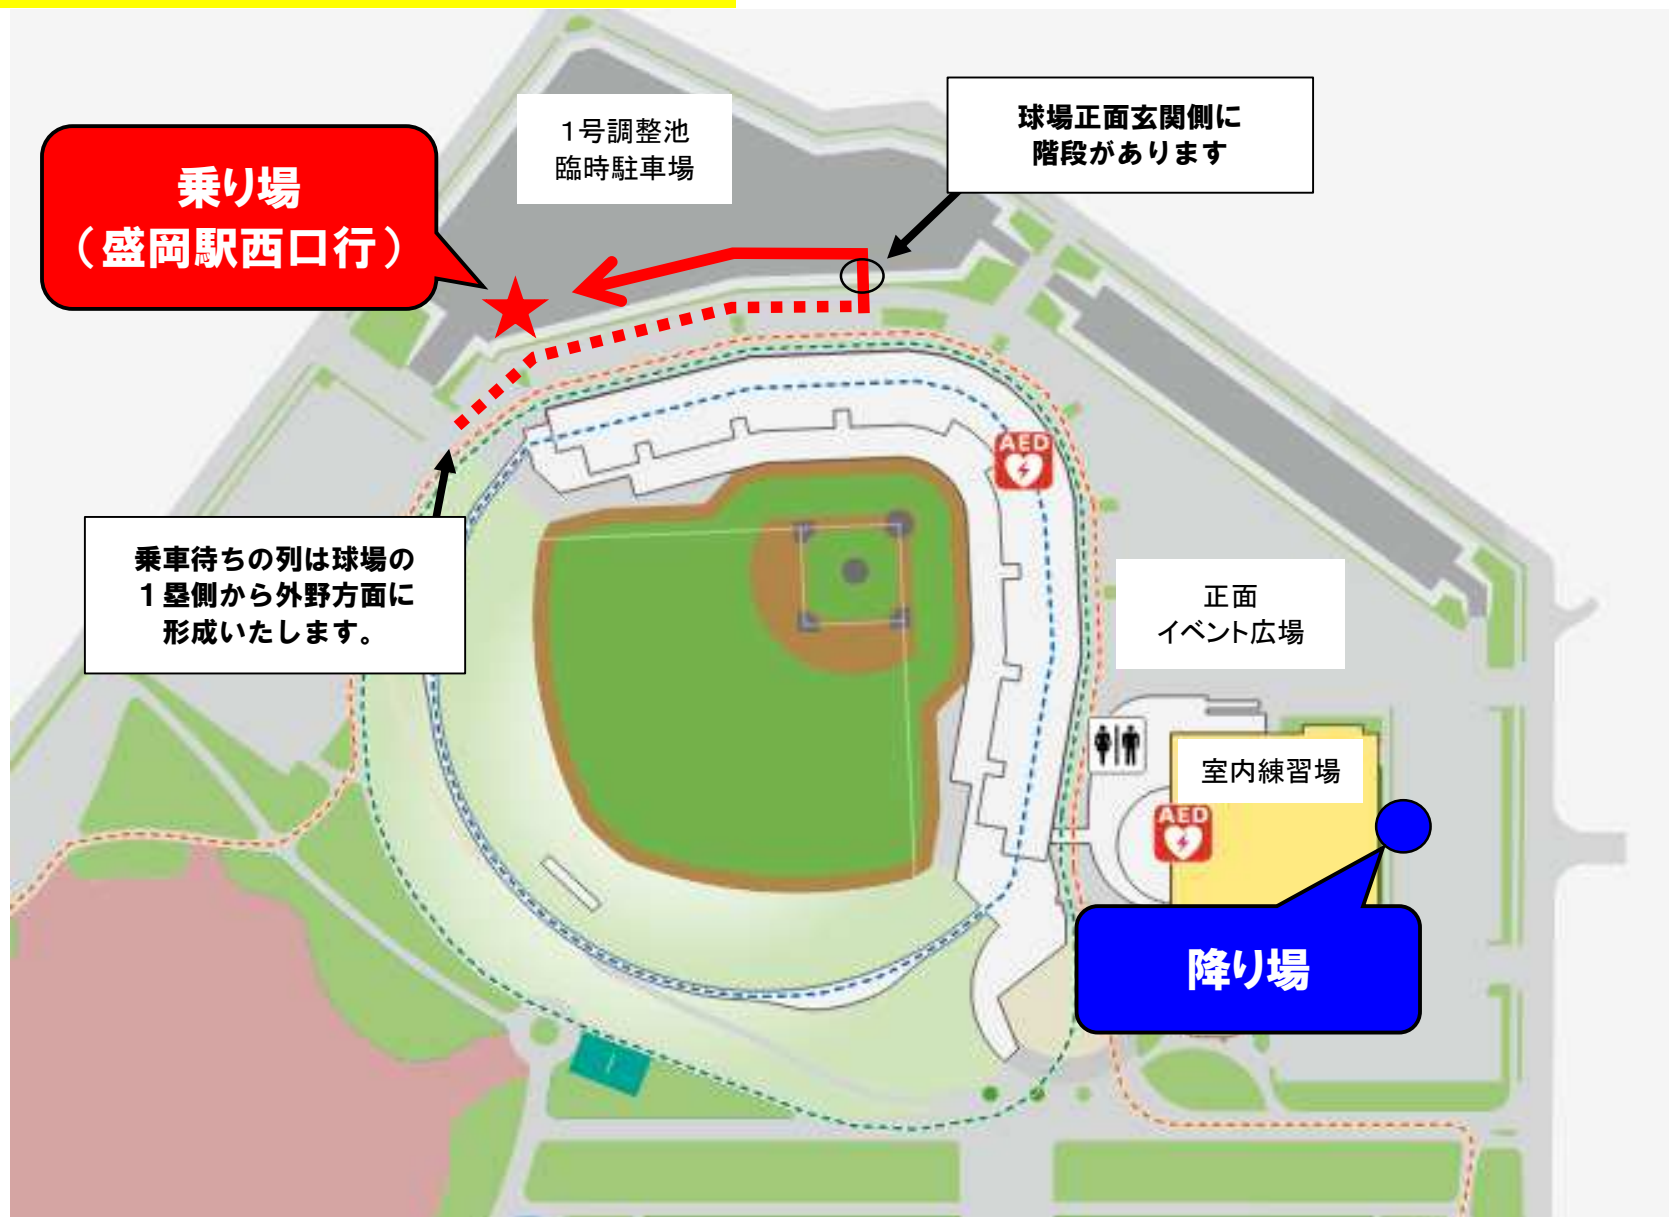 1号調整池
臨時駐車場
球場正面玄関側に
階段があります
乗り場
（盛岡駅西口行）
AED
乗車待ちの列は球場の
1塁側から外野方面に
形成いたします。
正面
イベント広場
室内練習場
AED
降り場